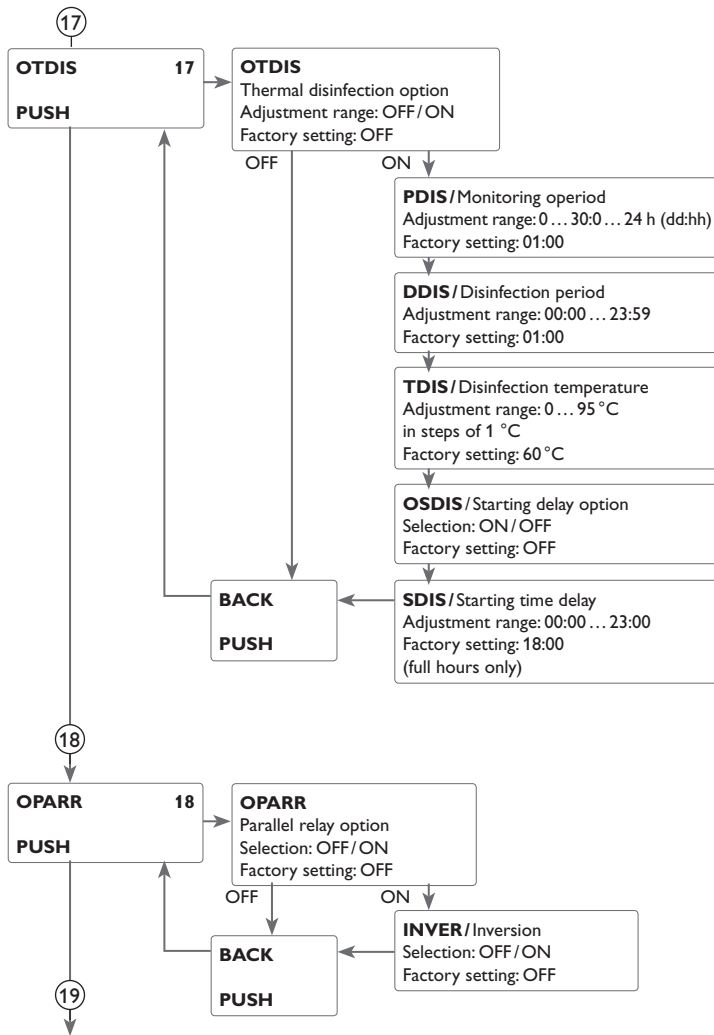 17
OTDIS 17
PUSH
OTDIS
Thermal disinfection option
Adjustment range: OFF/ON
Factory setting: OFF
OFF
ON
PDIS/Monitoring operiod
Adjustment range: 0 … 30:0 … 24 h (dd:hh)
Factory setting: 01:00
DDIS/Disinfection period
Adjustment range: 00:00 … 23:59
Factory setting: 01:00
TDIS/Disinfection temperature
Adjustment range: 0 … 95 °C
in steps of 1 °C
Factory setting: 60 °C
OSDIS/Starting delay option
Selection: ON/OFF
Factory setting: OFF
SDIS/Starting time delay
Adjustment range: 00:00 … 23:00
Factory setting: 18:00
(full hours only)
BACK
PUSH
18
OPARR 18
PUSH
OPARR
Parallel relay option
Selection: OFF/ON
Factory setting: OFF
OFF
ON
INVER/Inversion
Selection: OFF/ON
Factory setting: OFF
BACK
PUSH
19